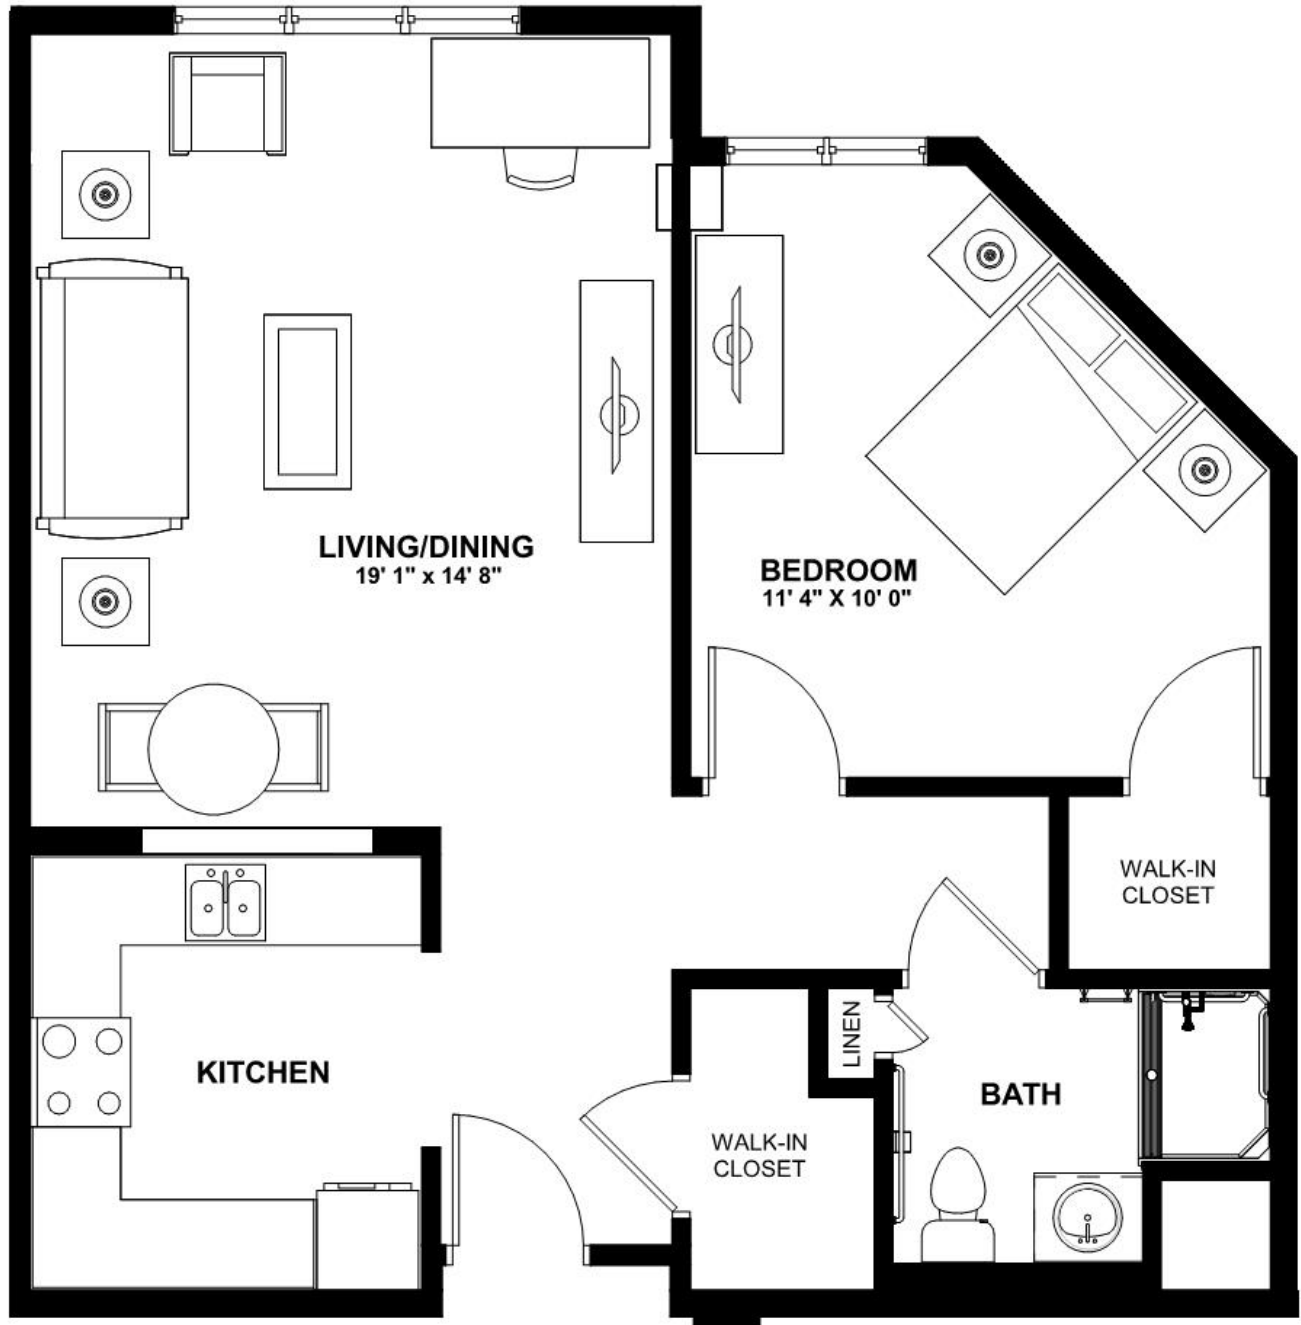 LIVING/DINING
19' 1" x 14' 8"
BEDROOM
11' 4" X 10' 0"
WALK-IN
CLOSET
LINEN
KITCHEN
BATH
WALK-IN
CLOSET